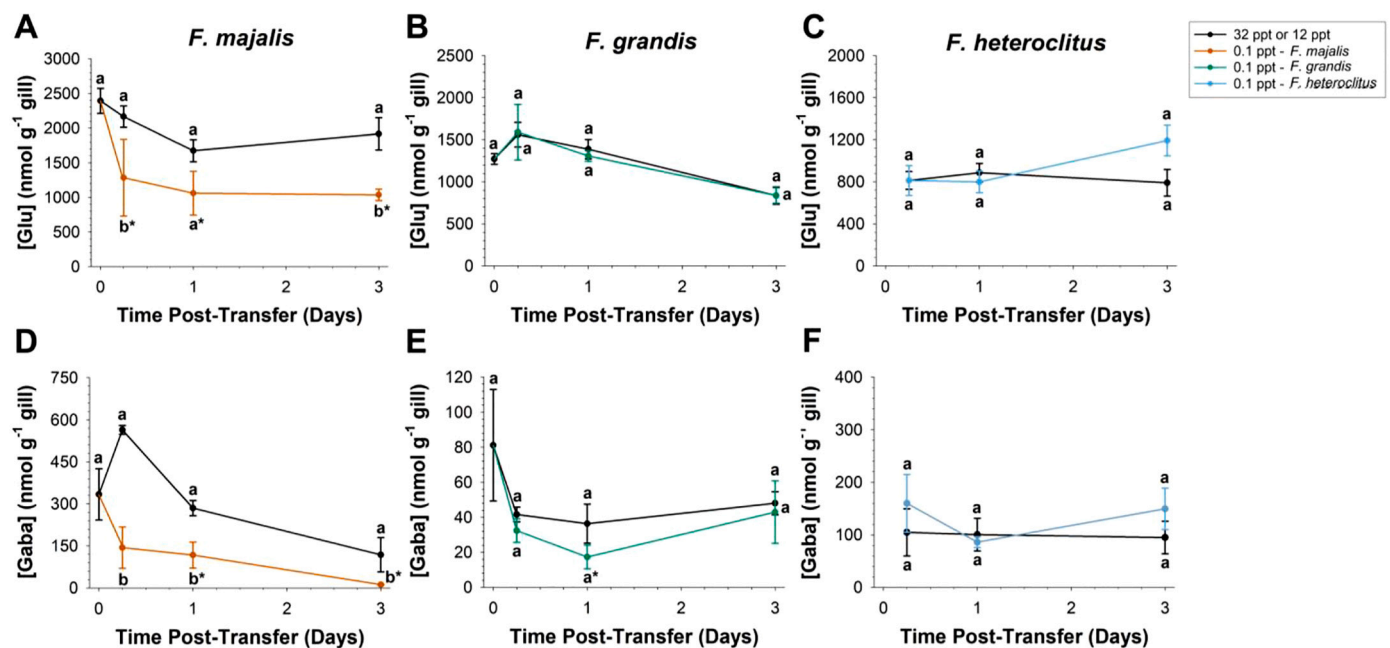 A
F. majalis
B
F. grandis
C
F. heteroclitus
32 ppt or 12 ppt
0.1 ppt - F. majalis
0.1 ppt - F. grandis
0.1 ppt - F. heteroclitus
[Glu] (nmol g-1 gill)
3000
2500
2000
1500
1000
500
0
a
a
a
a
b*
a*
b*
0 1 2 3
Time Post-Transfer (Days)
[Glu] (nmol g-1 gill)
2500
2000
1500
1000
500
0
a
a
a
a
a
a
a
0 1 2 3
Time Post-Transfer (Days)
[Glu] (nmol g-1 gill)
2000
1600
1200
800
400
0
a
a
a
a
a
a
0 1 2 3
Time Post-Transfer (Days)
D
[Gaba] (nmol g-1 gill)
750
600
450
300
150
0
a
a
a
a
b
b*
b*
0 1 2 3
Time Post-Transfer (Days)
E
[Gaba] (nmol g-1 gill)
120
100
80
60
40
20
0
a
a
a
a
a
a*
a
0 1 2 3
Time Post-Transfer (Days)
F
[Gaba] (nmol g-1 gill)
400
300
200
100
0
a
a
a
a
a
a
0 1 2 3
Time Post-Transfer (Days)